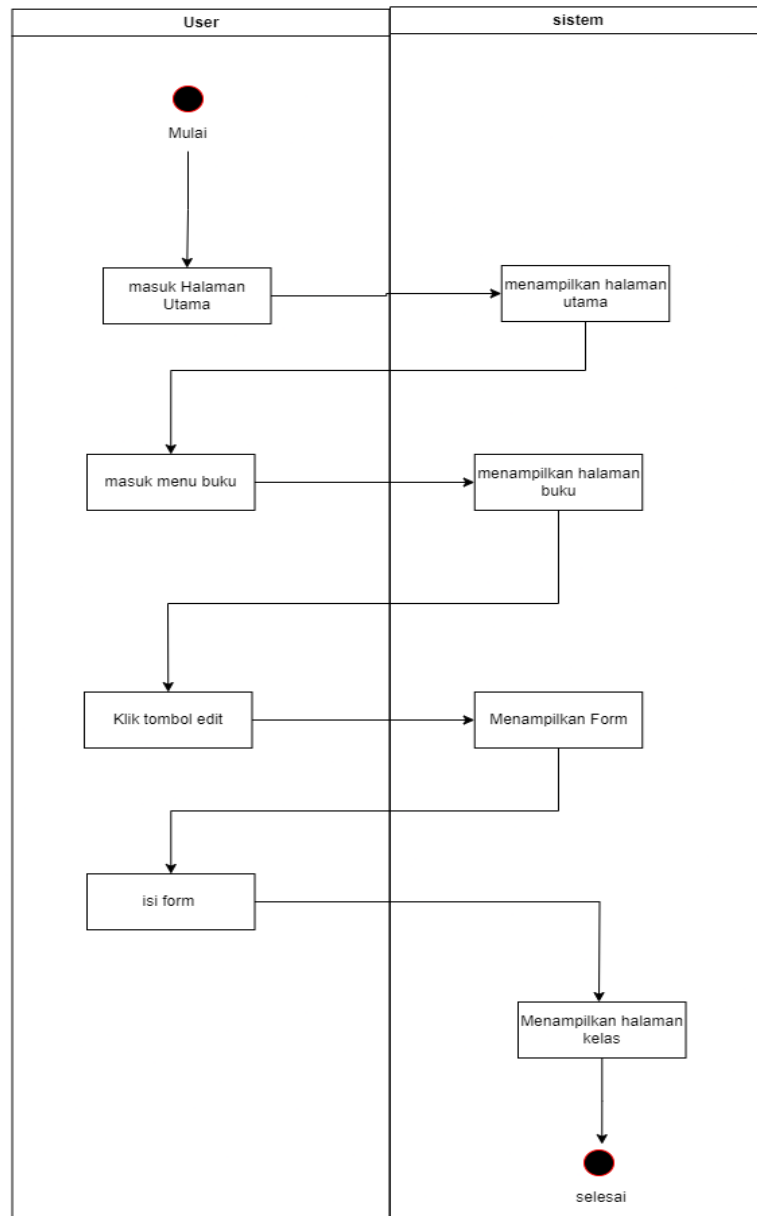 User
sistem
Mulai
masuk Halaman
Utama
menampilkan halaman
utama
masuk menu buku
menampilkan halaman
buku
Klik tombol edit
Menampilkan Form
isi form
Menampilkan halaman
kelas
selesai